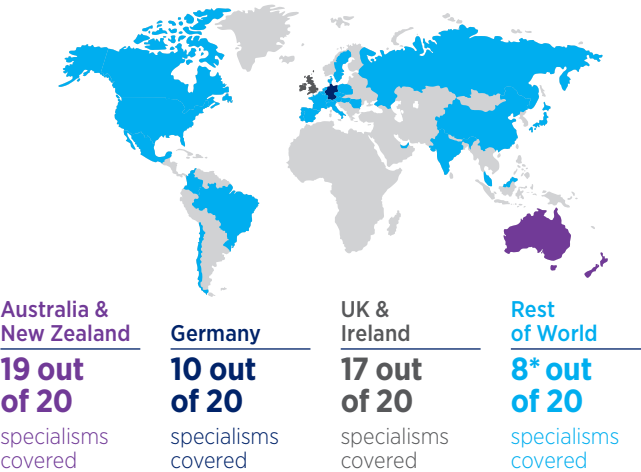 Australia &
New Zealand
19 out
of 20
specialisms
covered
Germany
10 out
of 20
specialisms
covered
UK &
Ireland
17 out
of 20
specialisms
covered
Rest
of World
8* out
of 20
specialisms
covered